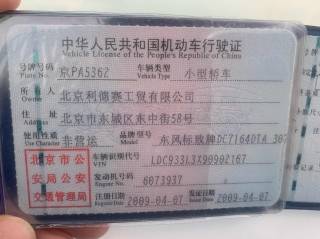 中华人民共和国机动车行驶证
Vehicle License of the People's Republic of China
号牌号码 京PA5362 车辆类型 小型轿车
Plate No. Vehicle Type
所有人 北京利德赛工贸有限公司
Owner
住址 北京市东城区东中街58号
Address
使用性质 非营运 品牌型号 东风标致牌DC7164DTA 307
Use Character Model
北京市公 车辆识别代号 LDC933L3X90902167
VIN
安局公安 发动机号码 6073937
Engine No.
交通管理局 注册日期 2009-04-07 发证日期 2009-04-07
Register Date Issue Date